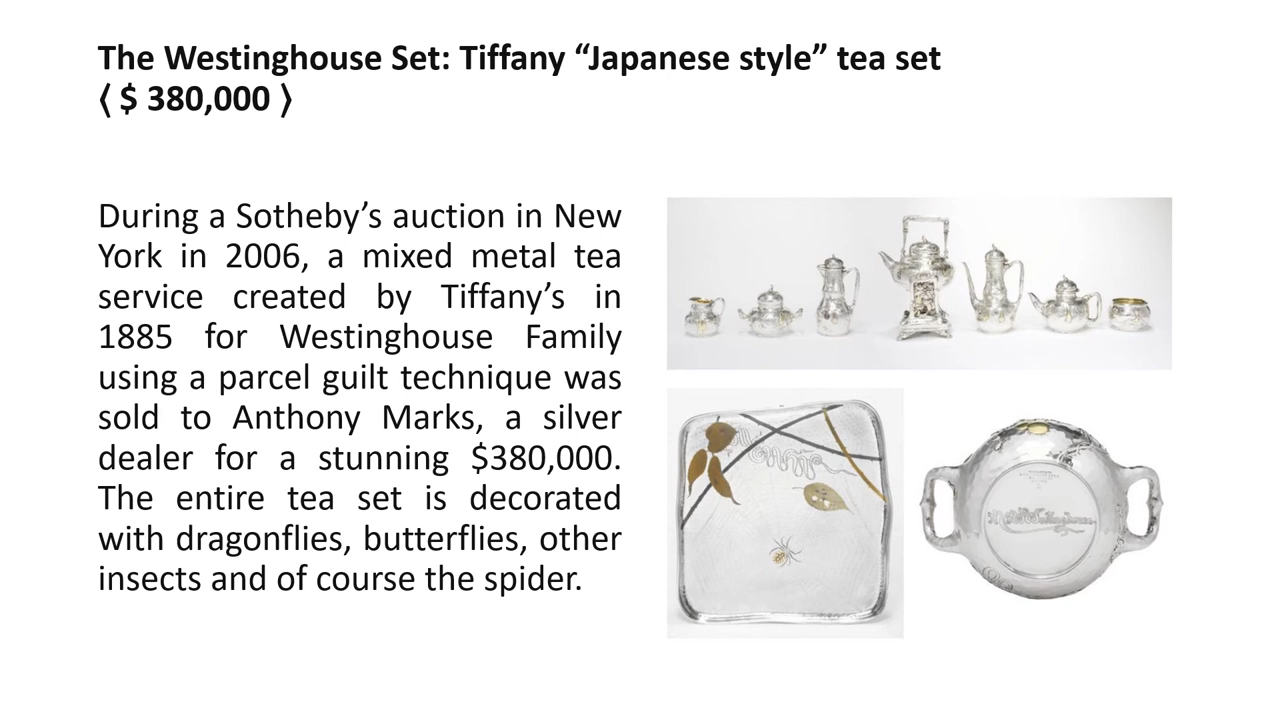 The Westinghouse Set: Tiffany “Japanese style” tea set
⟨ $ 380,000 ⟩
During a Sotheby’s auction in New
York in 2006, a mixed metal tea
service created by Tiffany’s in
1885 for Westinghouse Family
using a parcel guilt technique was
sold to Anthony Marks, a silver
dealer for a stunning $380,000.
The entire tea set is decorated
with dragonflies, butterflies, other
insects and of course the spider.